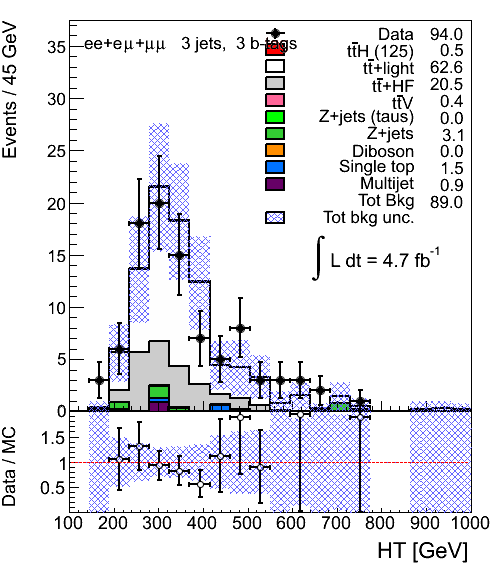 Events / 45 GeV
35
30
25
20
15
10
5
0
ee+eμ+μμ 3 jets, 3 b-tags
Data 94.0
tt̄H (125) 0.5
tt̄+light 62.6
tt̄+HF 20.5
tt̄V 0.4
Z+jets (taus) 0.0
Z+jets 3.1
Diboson 0.0
Single top 1.5
Multijet 0.9
Tot Bkg 89.0
Tot bkg unc.
∫ L dt = 4.7 fb⁻¹
Data / MC
1.5
1
0.5
100 200 300 400 500 600 700 800 900 1000
HT [GeV]